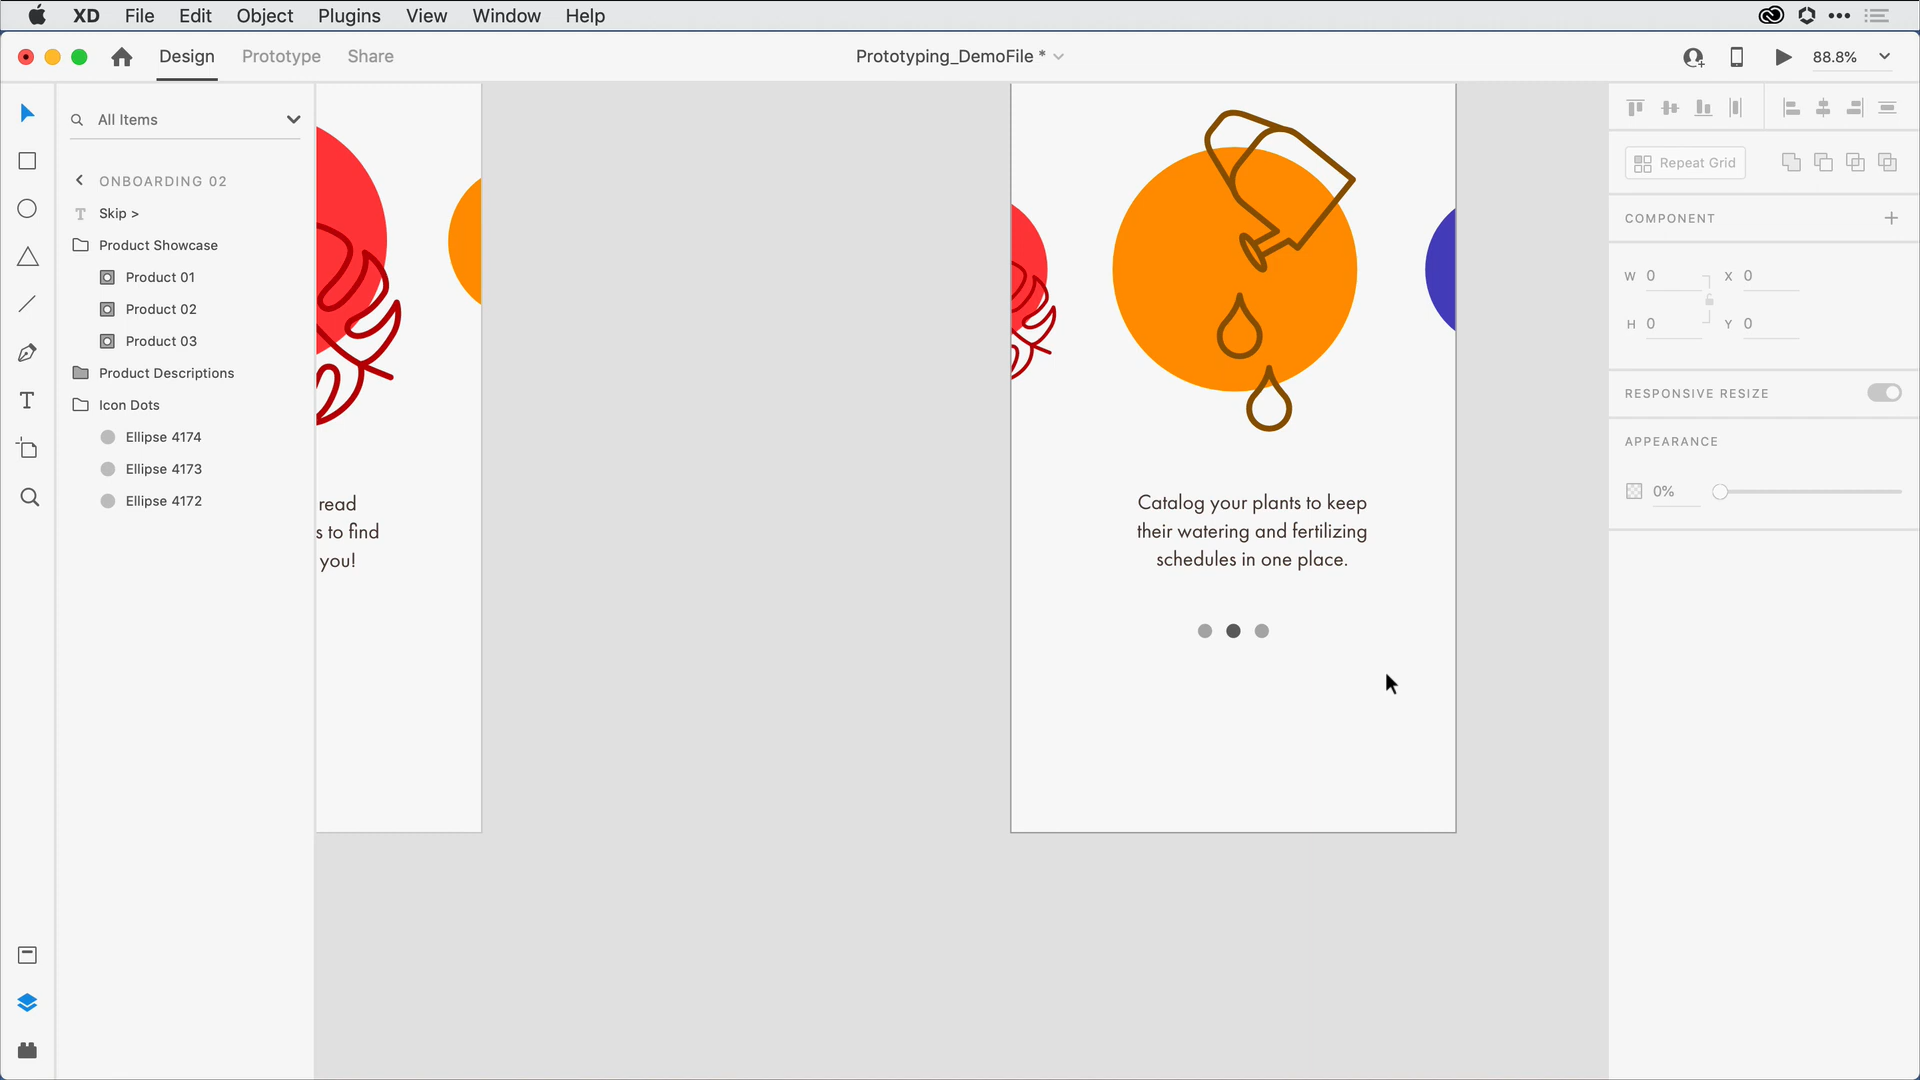 XD File Edit Object Plugins View Window Help
Design Prototype Share
Prototyping_DemoFile *
88.8%
All Items
ONBOARDING 02
T Skip >
Product Showcase
Product 01
Product 02
Product 03
Product Descriptions
Icon Dots
Ellipse 4174
Ellipse 4173
Ellipse 4172
T
read
s to find
you!
Catalog your plants to keep
their watering and fertilizing
schedules in one place.
Repeat Grid
COMPONENT
W 0 X 0
H 0 Y 0
RESPONSIVE RESIZE
APPEARANCE
0%